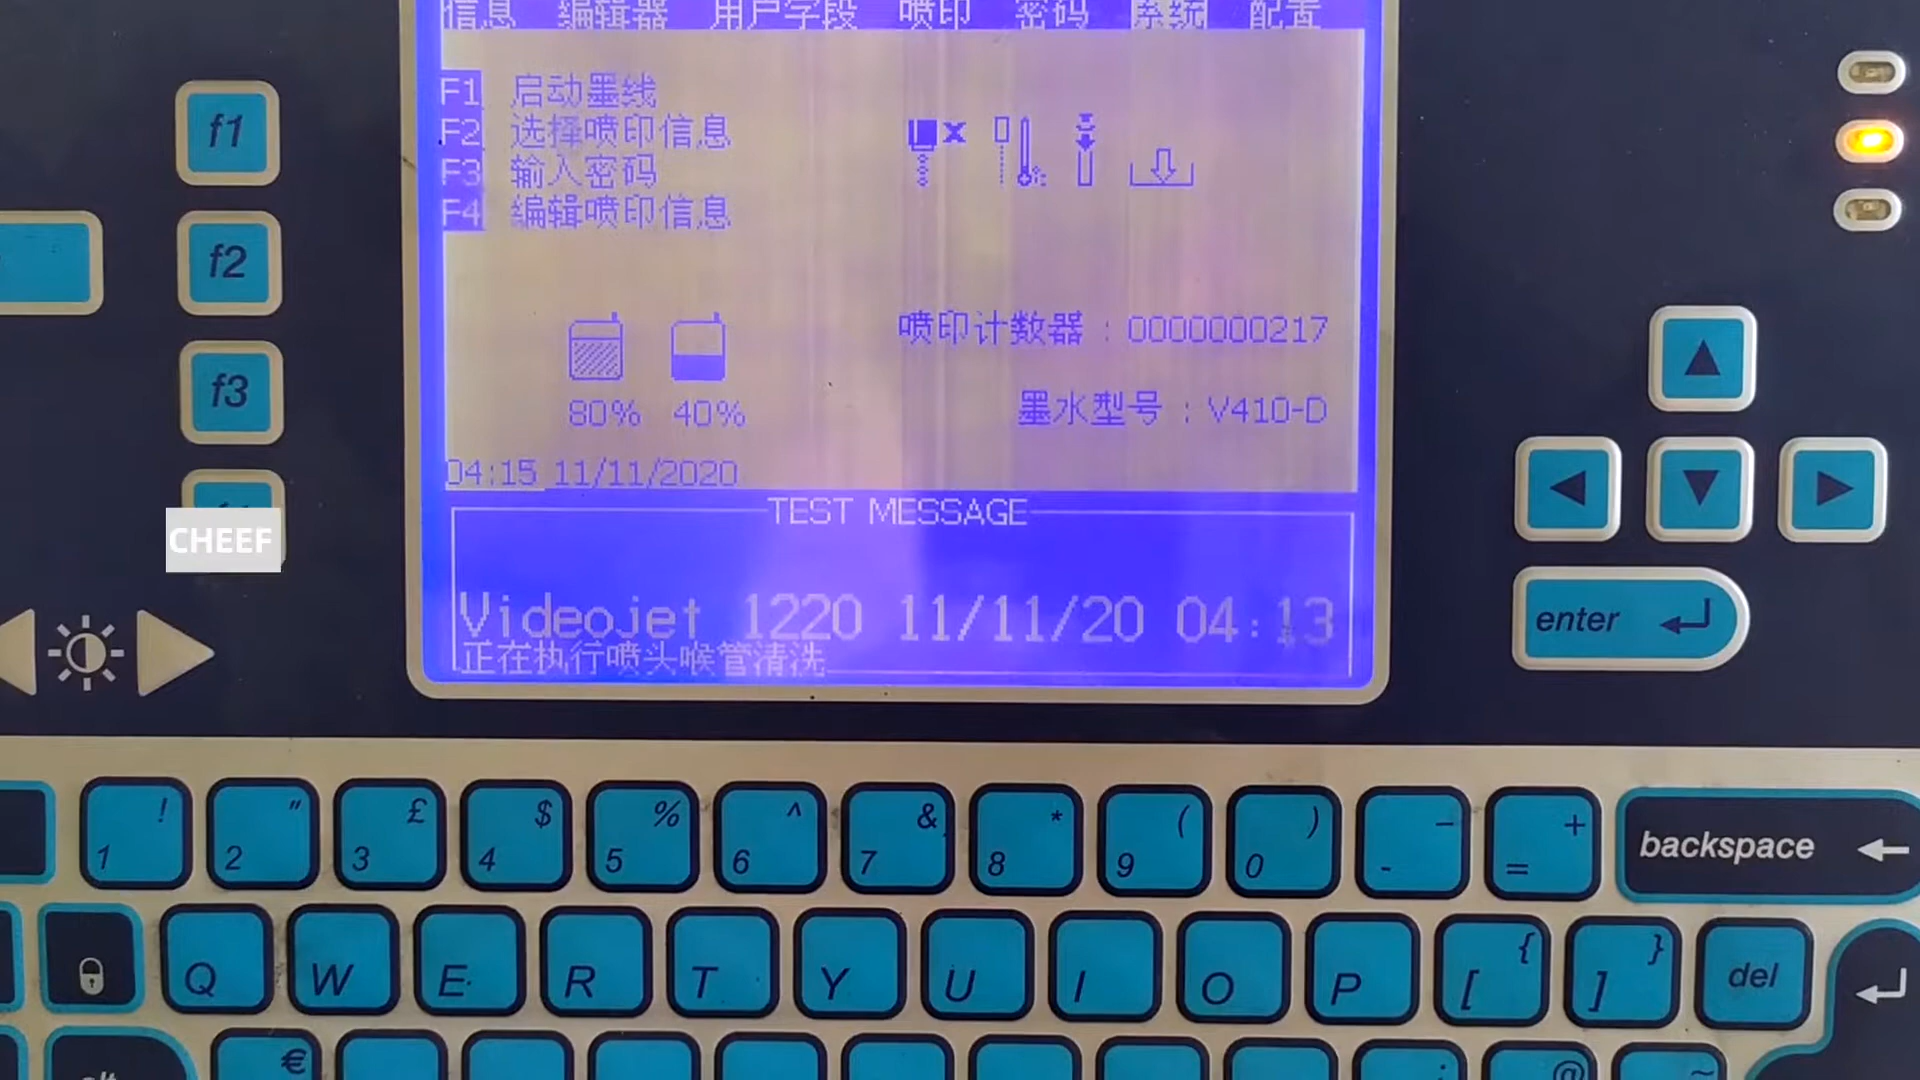 信息 编辑器 用户字段 喷印 密码 系统 配置
F1 启动墨线
F2 选择喷印信息
F3 输入密码
F4 编辑喷印信息
喷印计数器 : 0000000217
80% 40%
墨水型号 : V410-D
04:15 11/11/2020
TEST MESSAGE
Videojet 1220 11/11/20 04:13
正在执行喷头喉管清洗
f1
f2
f3
CHEEF
enter
! 1 " 2 £ 3 $ 4 % 5 ^ 6 & 7 * 8 ( 9 ) 0 _ - + = backspace
Q W E R T Y U I O P { [ } ] del
€ : @ ~